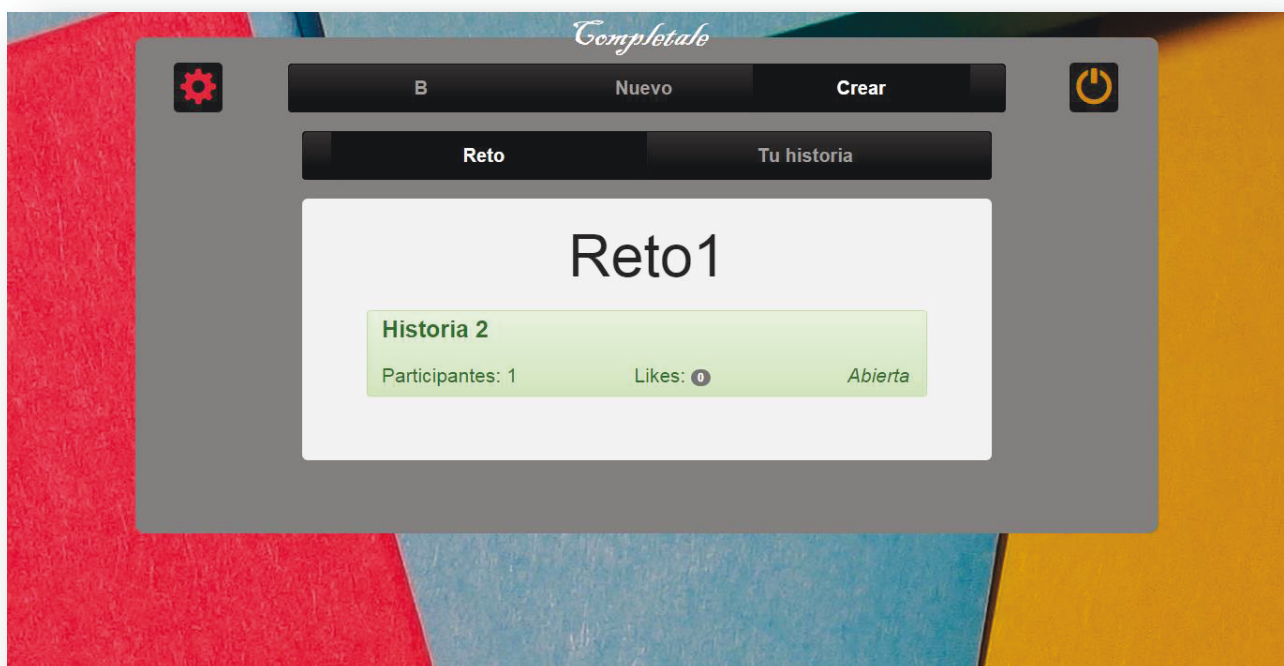 Completale
B Nuevo Crear
Reto Tu historia
Reto1
Historia 2
Participantes: 1 Likes: 0 Abierta